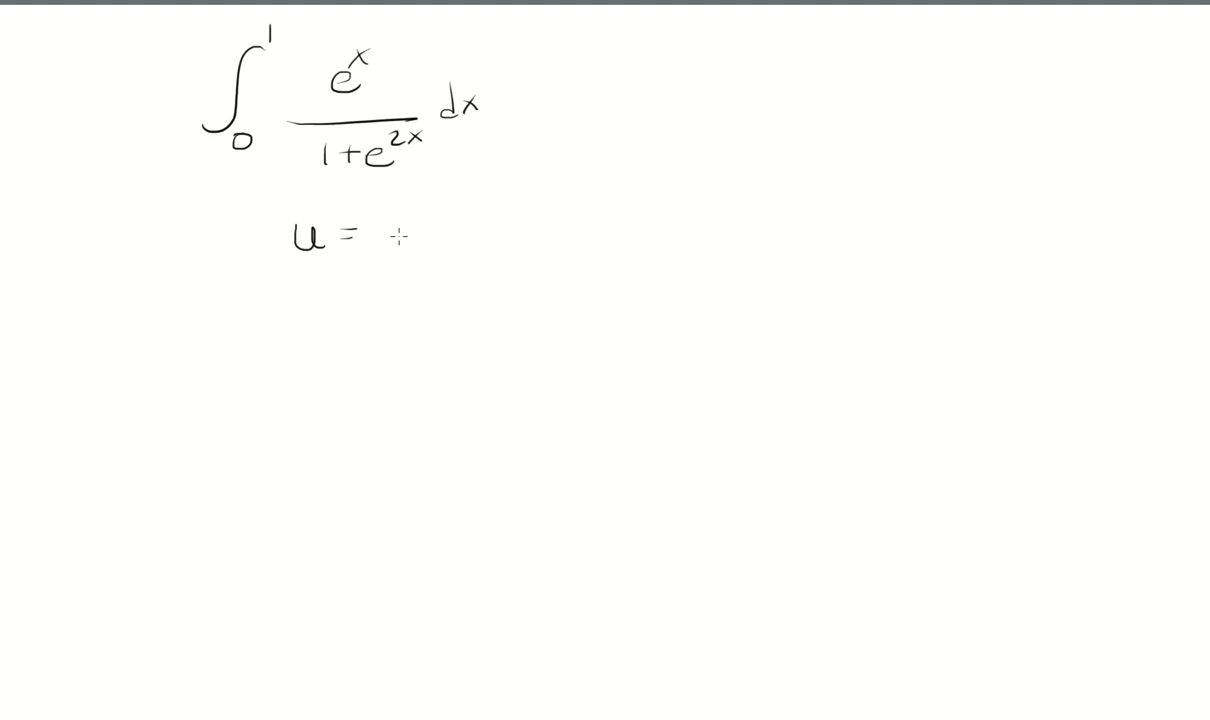 ∫₀¹ eˣ / (1+e²ˣ) dx
u =